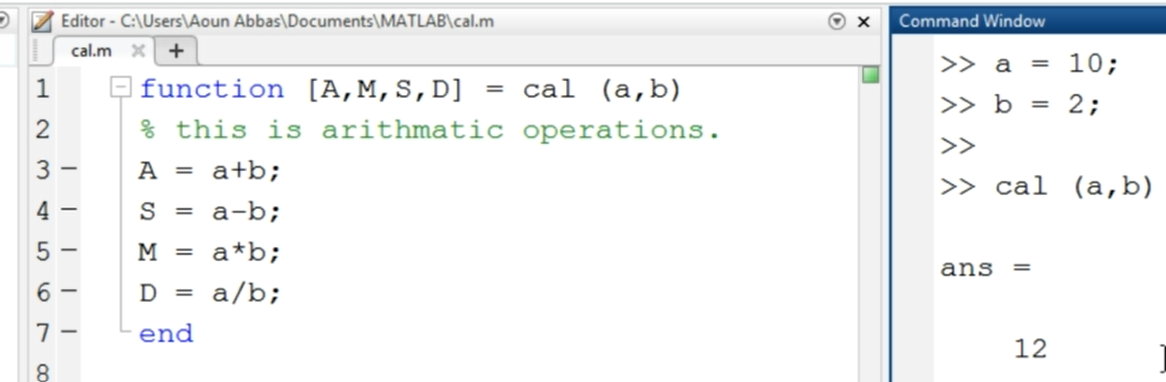 Editor - C:\Users\Aoun Abbas\Documents\MATLAB\cal.m
cal.m
1 function [A,M,S,D] = cal (a,b)
2 % this is arithmatic operations.
3 A = a+b;
4 S = a-b;
5 M = a*b;
6 D = a/b;
7 end
8
Command Window
>> a = 10;
>> b = 2;
>>
>> cal (a,b)
ans =
12